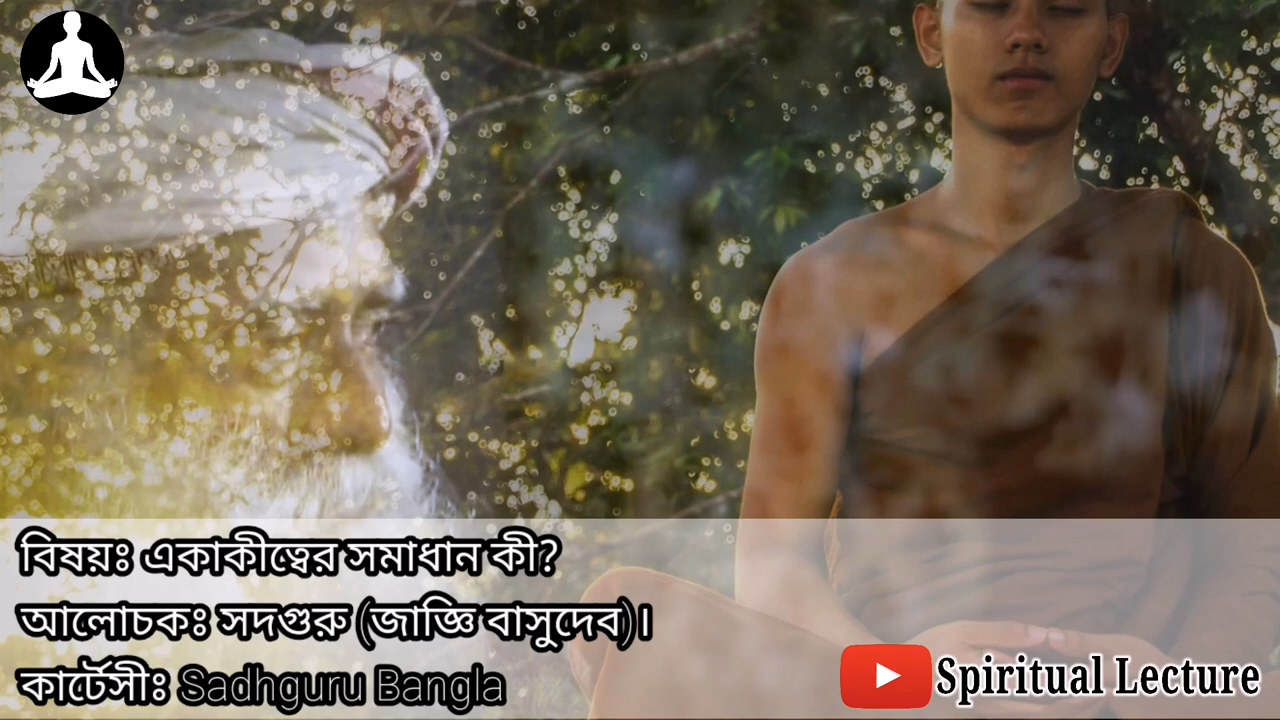 বিষয়ঃ একাকীত্বের সমাধান কী?
আলোচকঃ সদগুরু (জাজ্ঞি বাসুদেব)।
কার্টেসীঃ Sadhguru Bangla
Spiritual Lecture